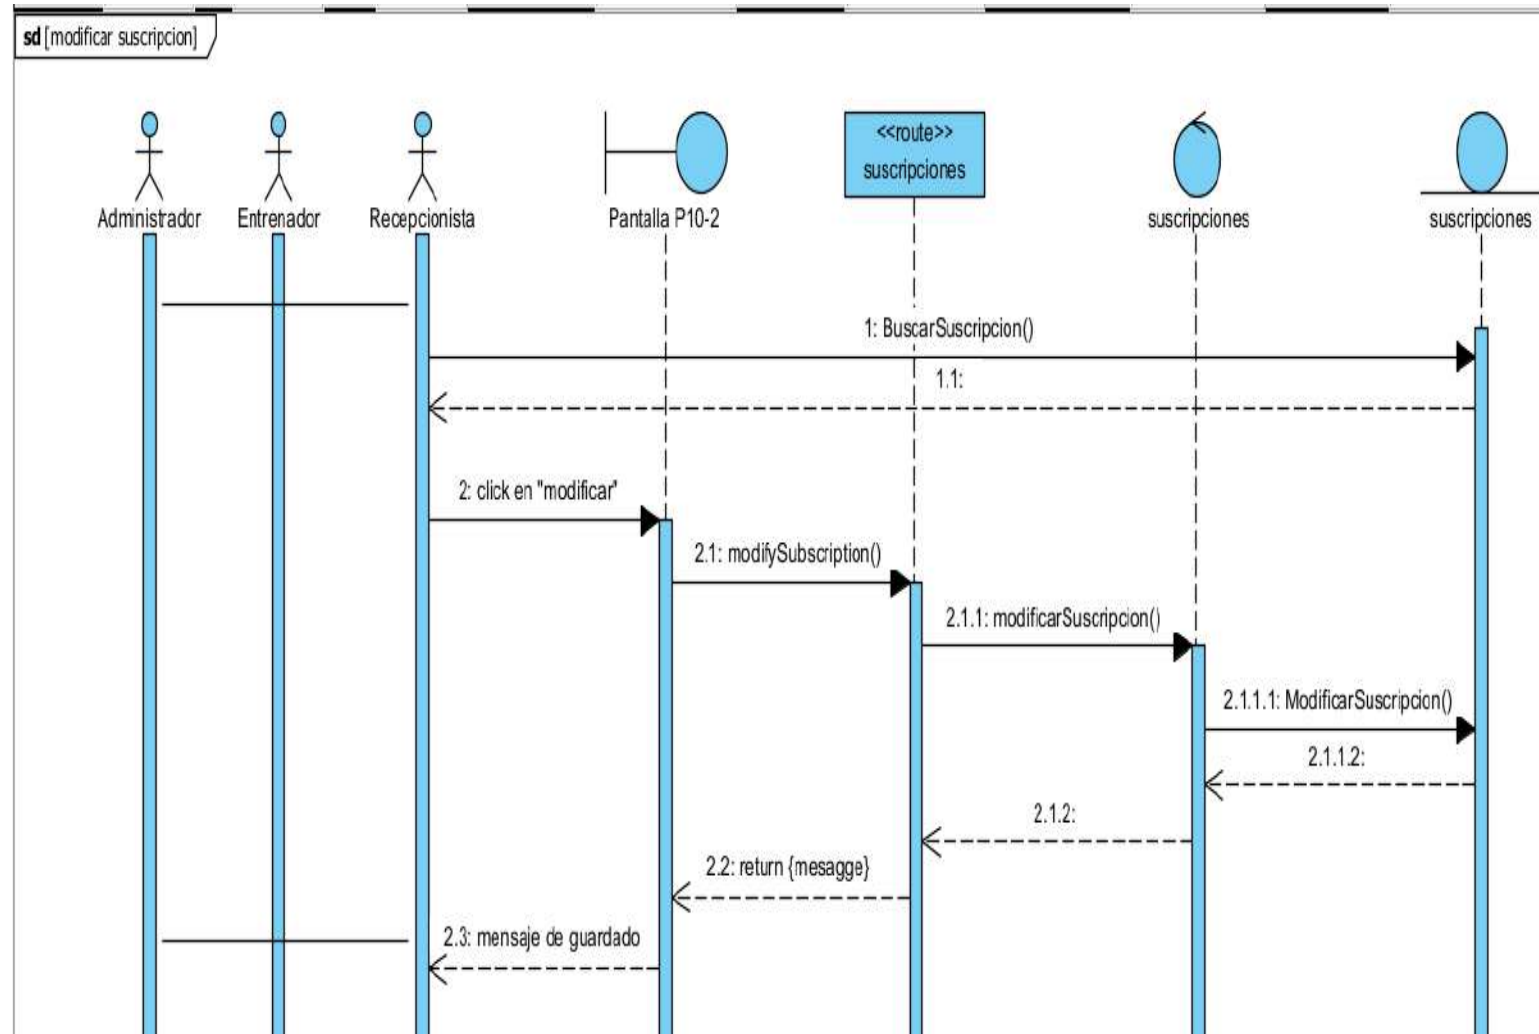 sd [modificar suscripcion]
Administrador
Entrenador
Recepcionista
Pantalla P10-2
<<route>>
suscripciones
suscripciones
suscripciones
1: BuscarSuscripcion()
1.1:
2: click en "modificar"
2.1: modifySubscription()
2.1.1: modificarSuscripcion()
2.1.1.1: ModificarSuscripcion()
2.1.1.2:
2.1.2:
2.2: return {mesagge}
2.3: mensaje de guardado